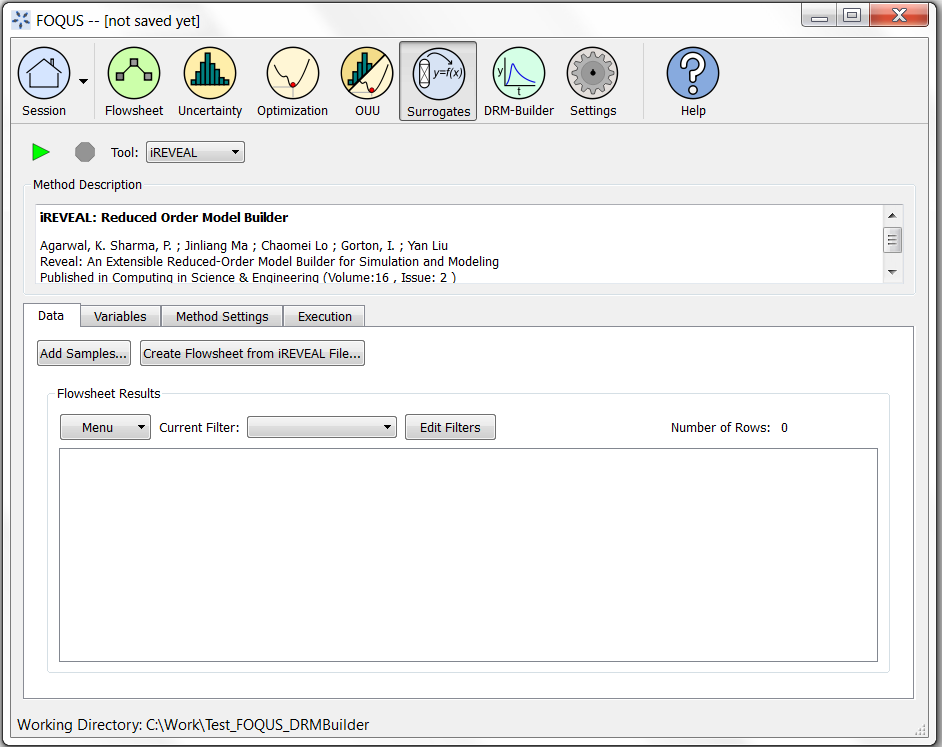 FOQUS -- [not saved yet]
y=f(x)
y
t
?
Session Flowsheet Uncertainty Optimization OUU Surrogates DRM-Builder Settings Help
Tool: iREVEAL
Method Description
iREVEAL: Reduced Order Model Builder
Agarwal, K. Sharma, P. ; Jinliang Ma ; Chaomei Lo ; Gorton, I. ; Yan Liu
Reveal: An Extensible Reduced-Order Model Builder for Simulation and Modeling
Published in Computing in Science & Engineering (Volume:16 , Issue: 2 )
Data Variables Method Settings Execution
Add Samples... Create Flowsheet from iREVEAL File...
Flowsheet Results
Menu Current Filter: Edit Filters Number of Rows: 0
Working Directory: C:\Work\Test_FOQUS_DRMBuilder